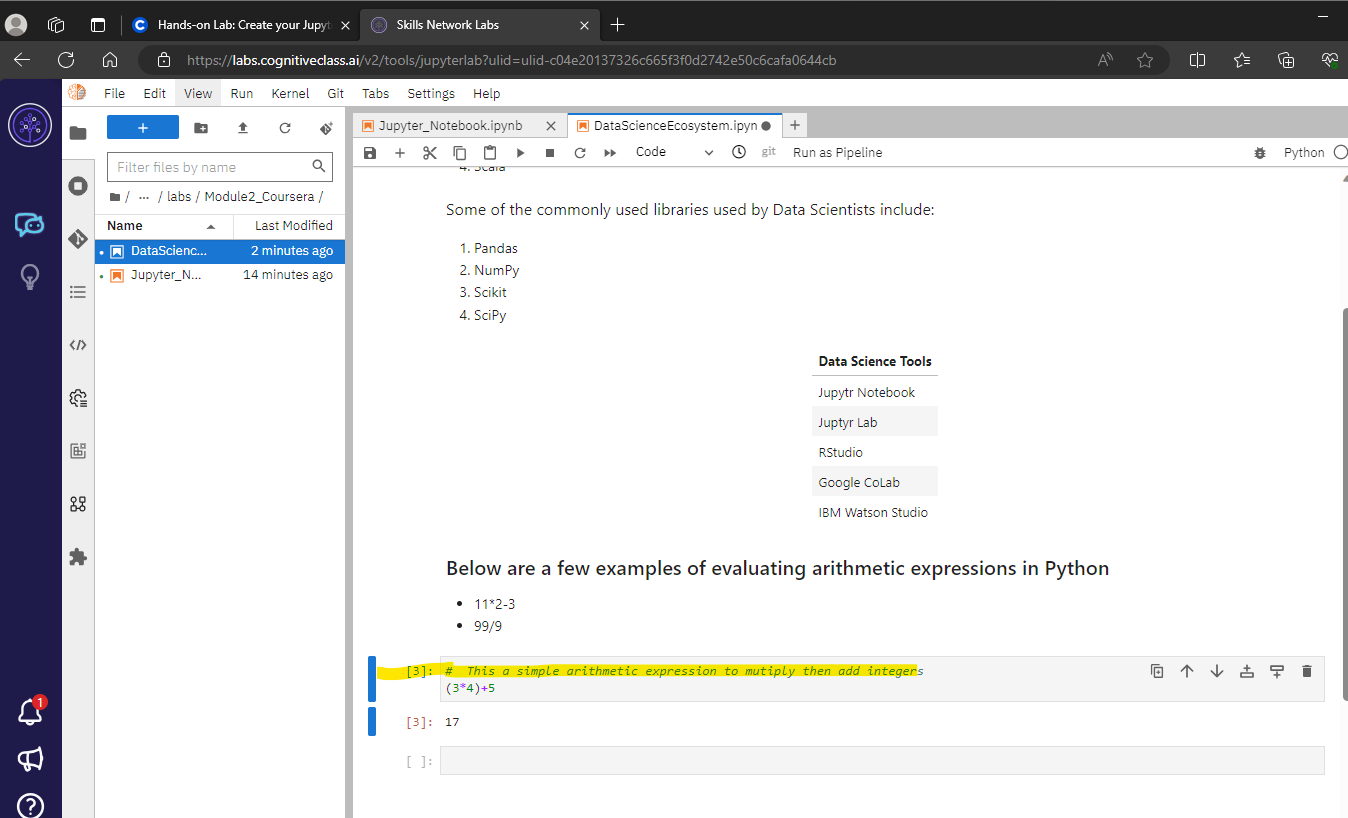 Hands-on Lab: Create your Jupyt
Skills Network Labs
https://labs.cognitiveclass.ai/v2/tools/jupyterlab?ulid=ulid-c04e20137326c665f3f0d2742e50c6cafa0644cb
File Edit View Run Kernel Git Tabs Settings Help
Jupyter_Notebook.ipynb
DataScienceEcosystem.ipyn
Code
git
Run as Pipeline
Python
Filter files by name
/ ... / labs / Module2_Coursera /
Name Last Modified
DataScienc... 2 minutes ago
Jupyter_N... 14 minutes ago
1
4. Scala
Some of the commonly used libraries used by Data Scientists include:
1. Pandas
2. NumPy
3. Scikit
4. SciPy
Data Science Tools
Jupytr Notebook
Juptyr Lab
RStudio
Google CoLab
IBM Watson Studio
Below are a few examples of evaluating arithmetic expressions in Python
• 11*2-3
• 99/9
[3]: # This a simple arithmetic expression to mutiply then add integers
(3*4)+5
[3]: 17
[ ]: